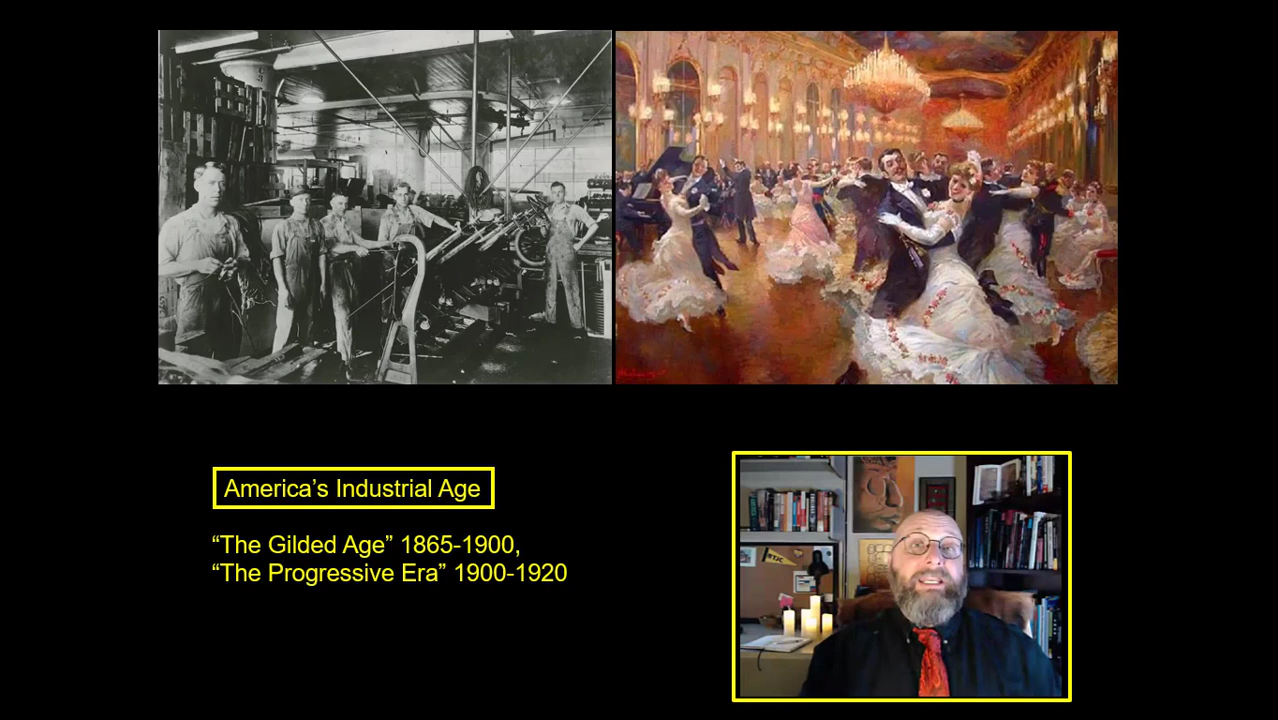 America’s Industrial Age
“The Gilded Age” 1865-1900,
“The Progressive Era” 1900-1920